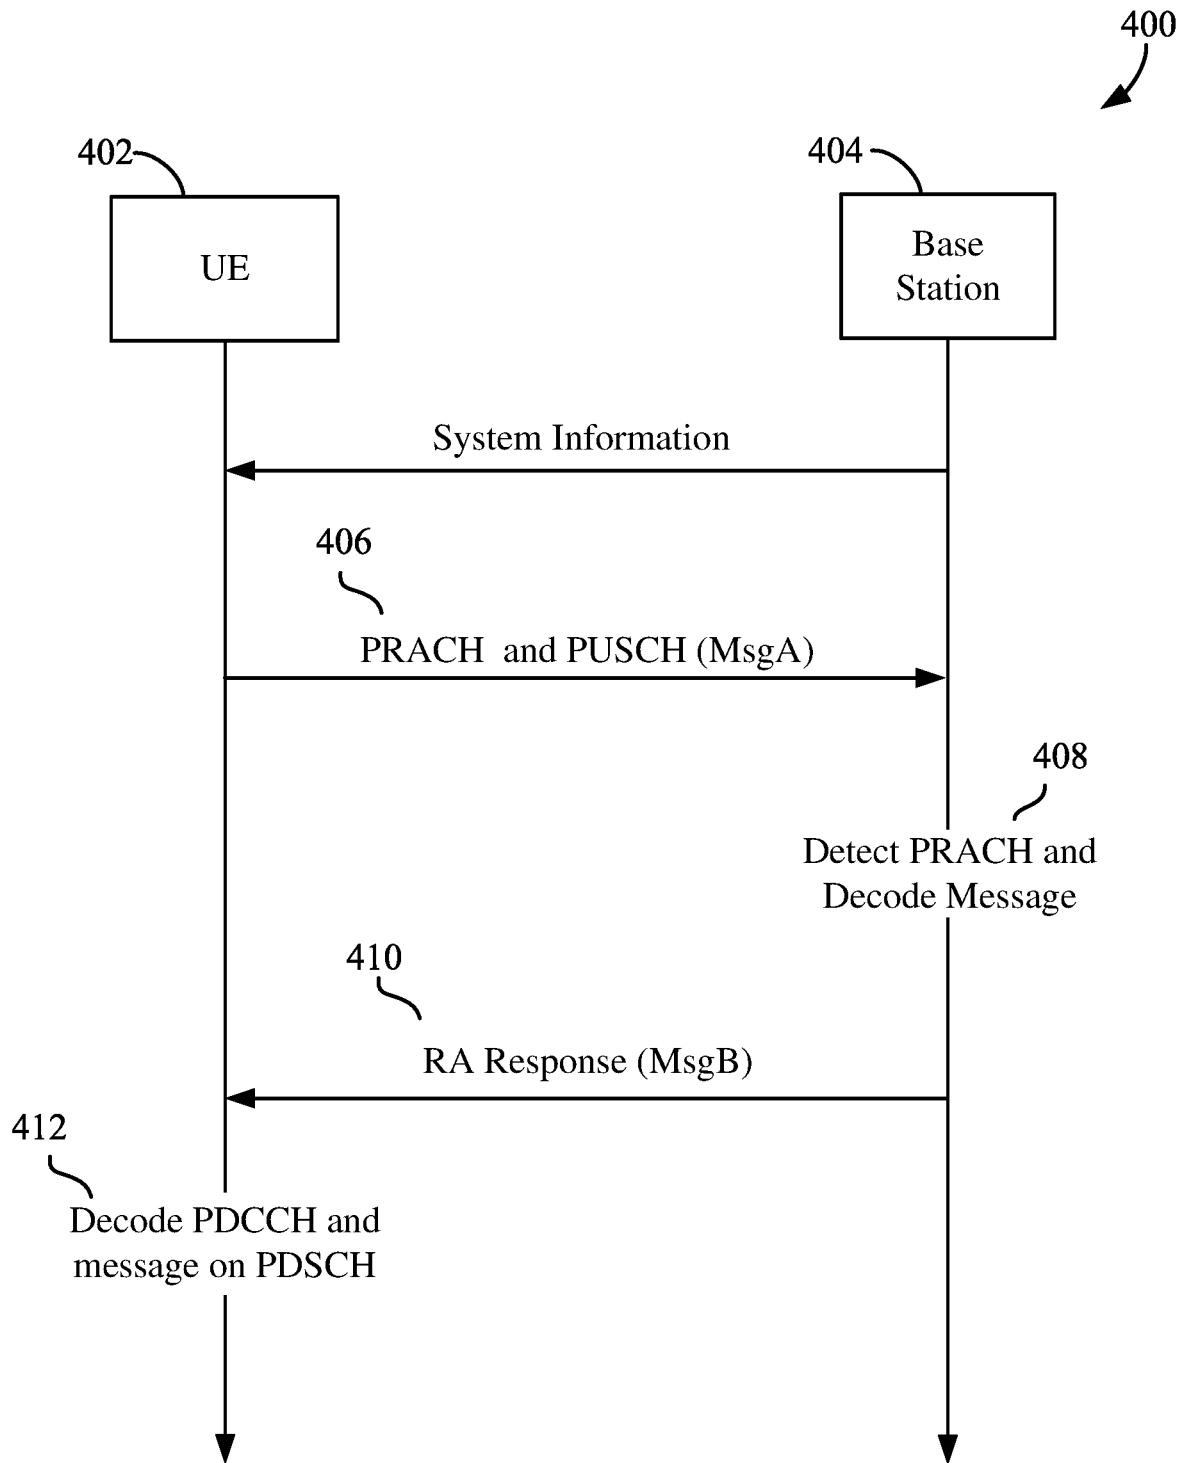 400
402
404
UE
Base
Station
System Information
406
PRACH and PUSCH (MsgA)
408
Detect PRACH and
Decode Message
410
RA Response (MsgB)
412
Decode PDCCH and
message on PDSCH